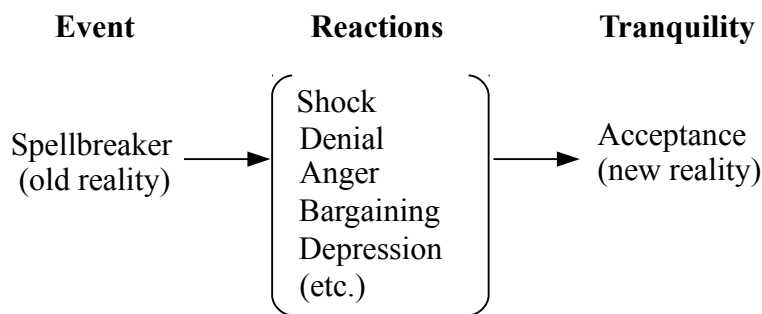 Event Reactions Tranquility
Spellbreaker
(old reality)
Shock
Denial
Anger
Bargaining
Depression
(etc.)
Acceptance
(new reality)